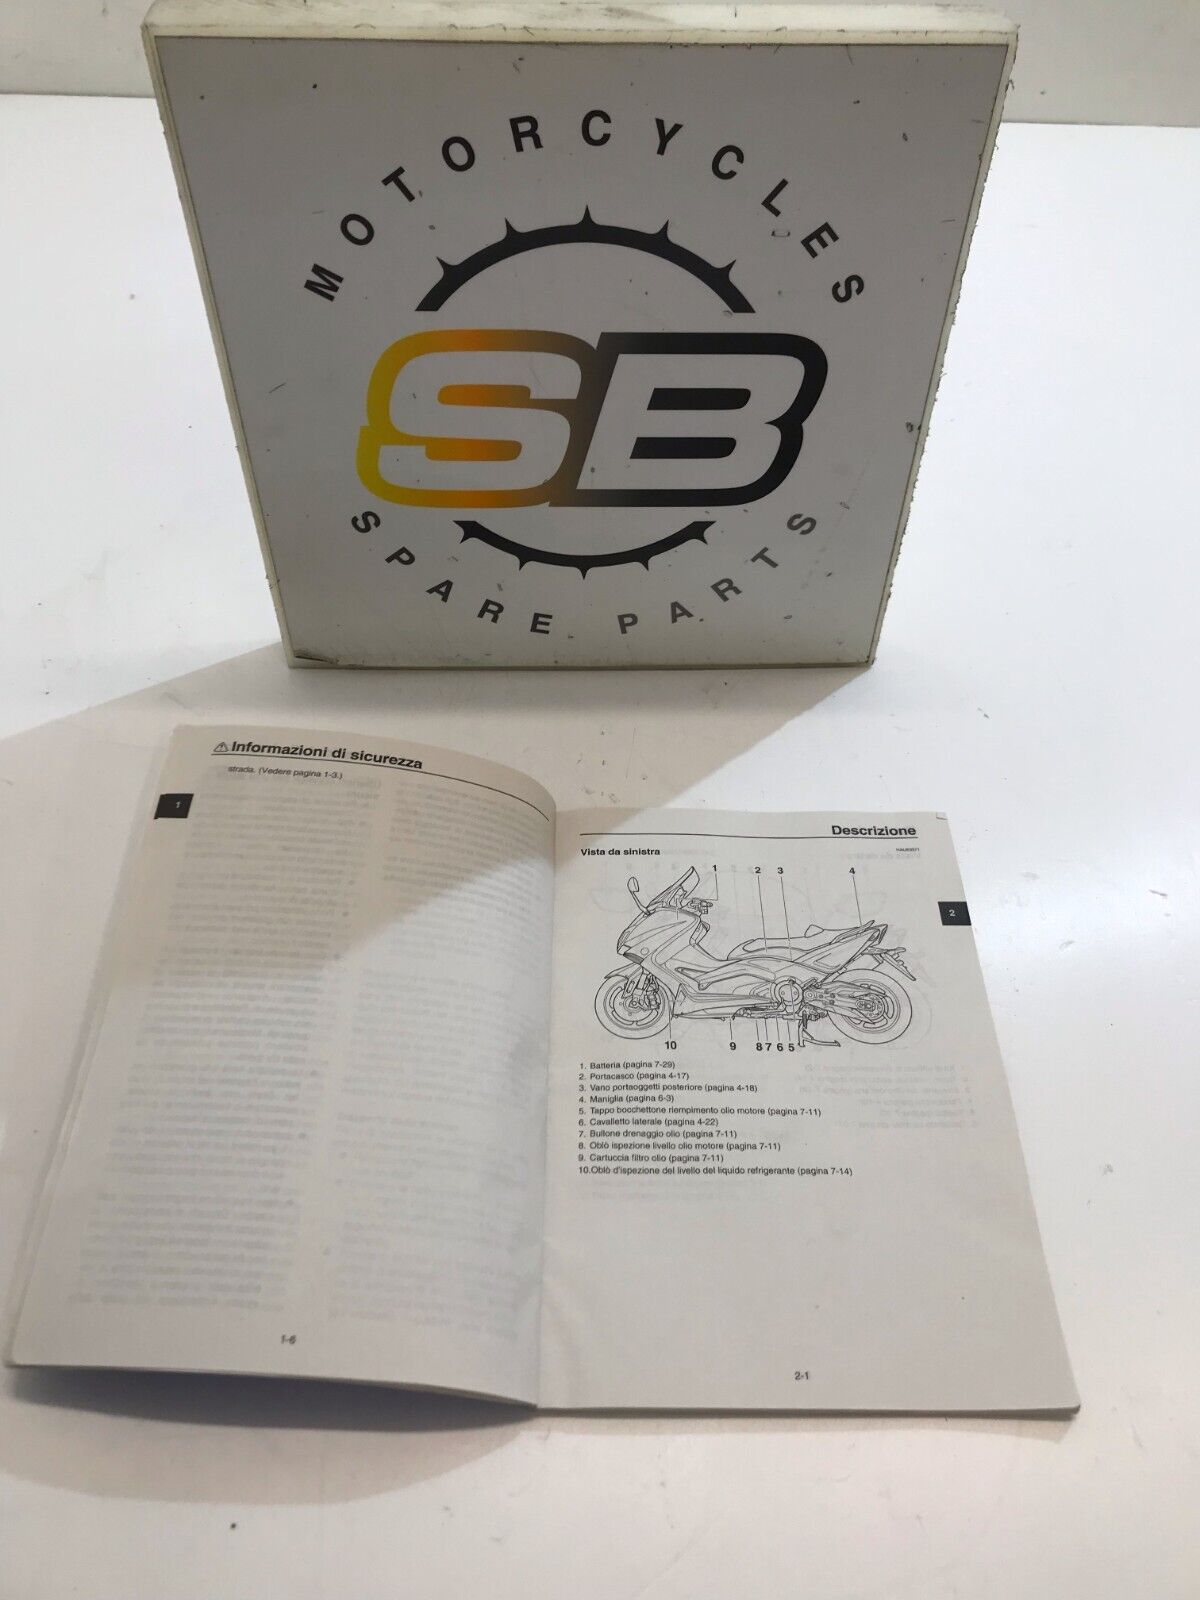 MOTORCYCLES
SB
SPARE PARTS
⚠ Informazioni di sicurezza
strada. (Vedere pagina 1-3.)
1
1-6
Descrizione
Vista da sinistra
2
1 2 3 4
10 9 8 7 6 5
1. Batteria (pagina 7-29)
2. Portacasco (pagina 4-17)
3. Vano portaoggetti posteriore (pagina 4-18)
4. Maniglia (pagina 6-3)
5. Tappo bocchettone riempimento olio motore (pagina 7-11)
6. Cavalletto laterale (pagina 4-22)
7. Bullone drenaggio olio (pagina 7-11)
8. Oblò ispezione livello olio motore (pagina 7-11)
9. Cartuccia filtro olio (pagina 7-11)
10.Oblò d'ispezione del livello del liquido refrigerante (pagina 7-14)
2-1